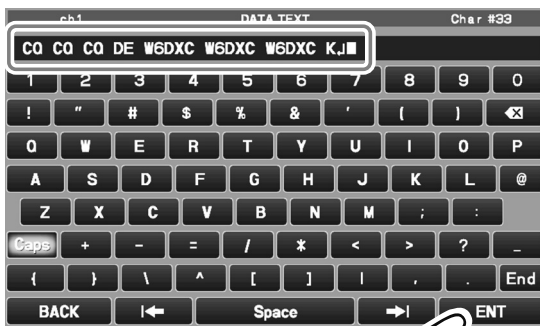 ch1 DATA TEXT Char #33
CQ CQ CQ DE W6DXC W6DXC W6DXC K↲■
1 2 3 4 5 6 7 8 9 0
! " # $ % & ' ( )
Q W E R T Y U I O P
A S D F G H J K L @
Z X C V B N M ; :
Caps + - = / * < > ? _
{ } \ ^ [ ] | , . End
BACK |← Space →| ENT